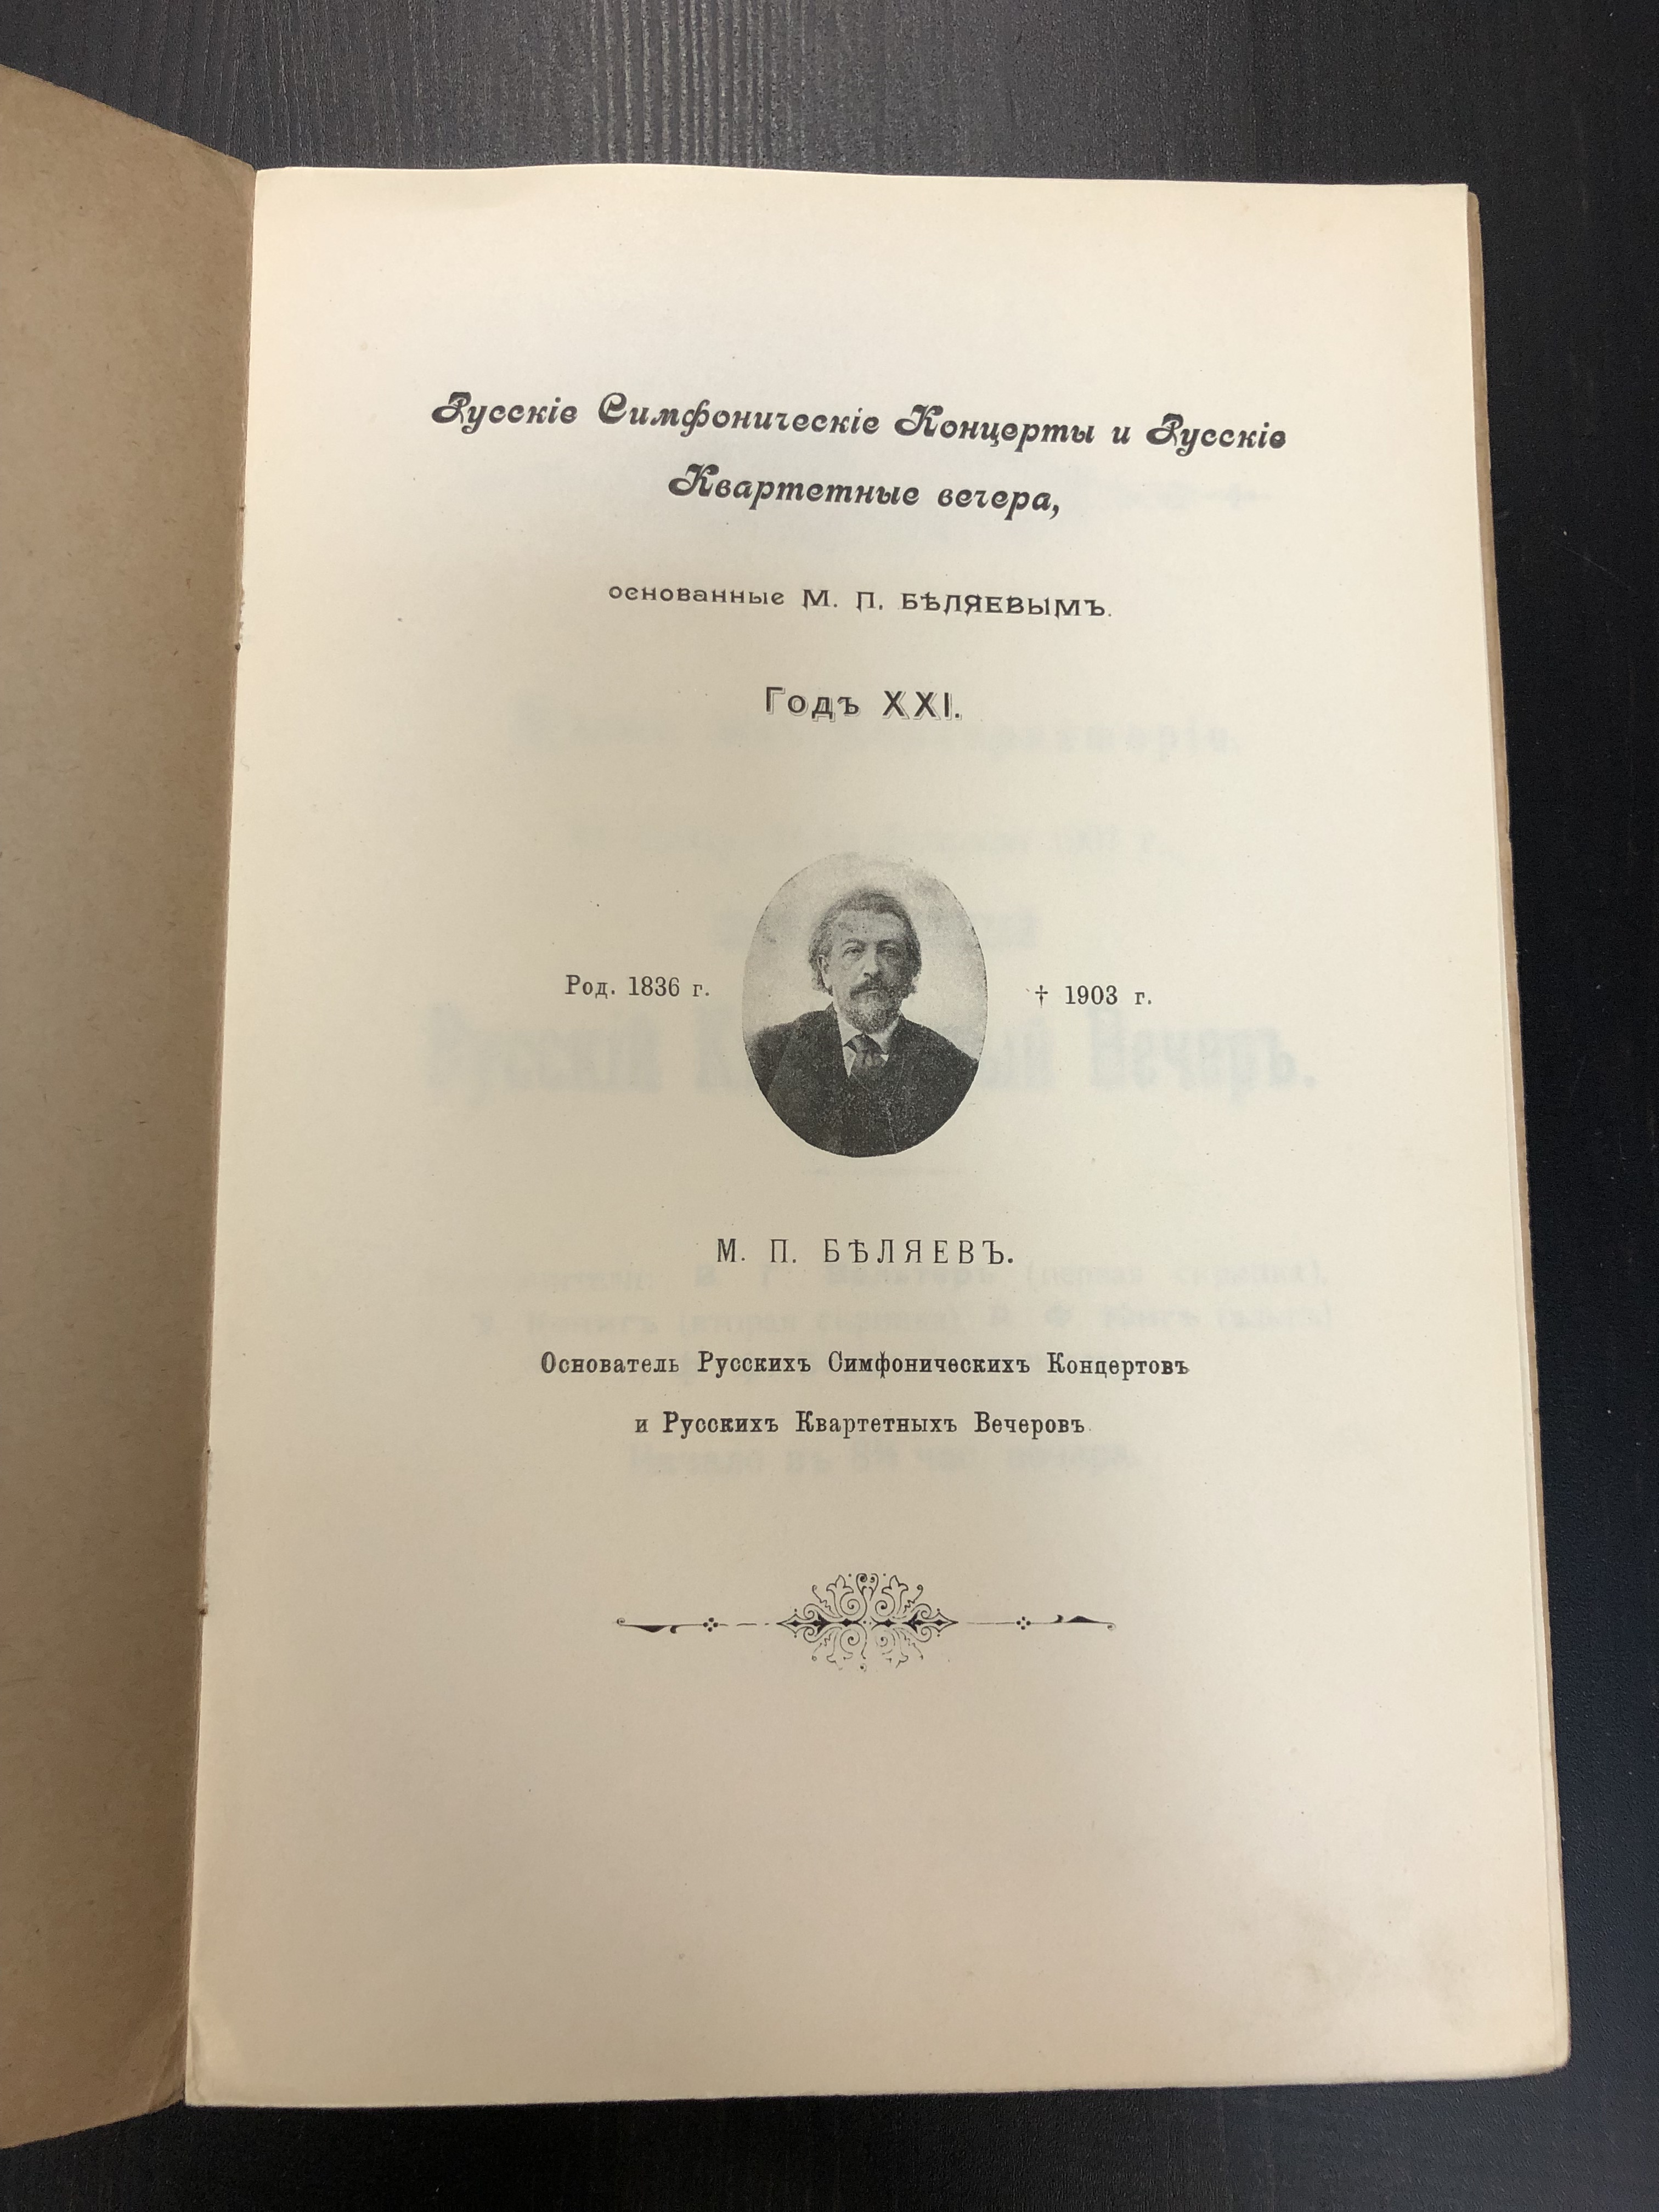 Русскіе Симфоническіе Концерты и Русскіе
Квартетные вечера,
основанные М. П. БѢЛЯЕВЫМЪ.
Годъ XXI.
Род. 1836 г. † 1903 г.
М. П. БѢЛЯЕВЪ.
Основатель Русскихъ Симфоническихъ Концертовъ
и Русскихъ Квартетныхъ Вечеровъ.